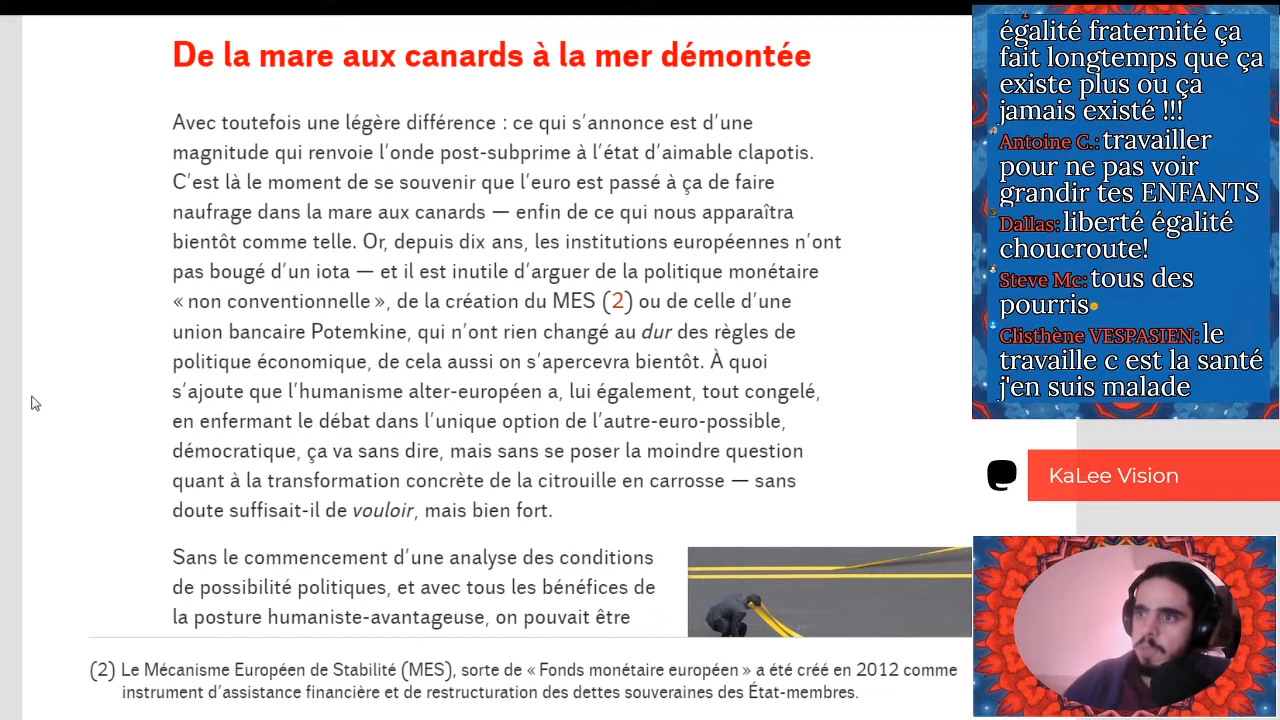 De la mare aux canards à la mer démontée
Avec toutefois une légère différence : ce qui s'annonce est d'une
magnitude qui renvoie l'onde post-subprime à l'état d'aimable clapotis.
C'est là le moment de se souvenir que l'euro est passé à ça de faire
naufrage dans la mare aux canards — enfin de ce qui nous apparaîtra
bientôt comme telle. Or, depuis dix ans, les institutions européennes n'ont
pas bougé d'un iota — et il est inutile d'arguer de la politique monétaire
« non conventionnelle », de la création du MES (2) ou de celle d'une
union bancaire Potemkine, qui n'ont rien changé au dur des règles de
politique économique, de cela aussi on s'apercevra bientôt. À quoi
s'ajoute que l'humanisme alter-européen a, lui également, tout congelé,
en enfermant le débat dans l'unique option de l'autre-euro-possible,
démocratique, ça va sans dire, mais sans se poser la moindre question
quant à la transformation concrète de la citrouille en carrosse — sans
doute suffisait-il de vouloir, mais bien fort.
Sans le commencement d'une analyse des conditions
de possibilité politiques, et avec tous les bénéfices de
la posture humaniste-avantageuse, on pouvait être
(2) Le Mécanisme Européen de Stabilité (MES), sorte de « Fonds monétaire européen » a été créé en 2012 comme
instrument d'assistance financière et de restructuration des dettes souveraines des État-membres.
égalité fraternité ça
fait longtemps que ça
existe plus ou ça
jamais existé !!!
Antoine C.: travailler
pour ne pas voir
grandir tes ENFANTS
Dallas: liberté égalité
choucroute!
Steve Mc: tous des
pourris
Clisthène VESPASIEN: le
travaille c est la santé
j'en suis malade
KaLee Vision